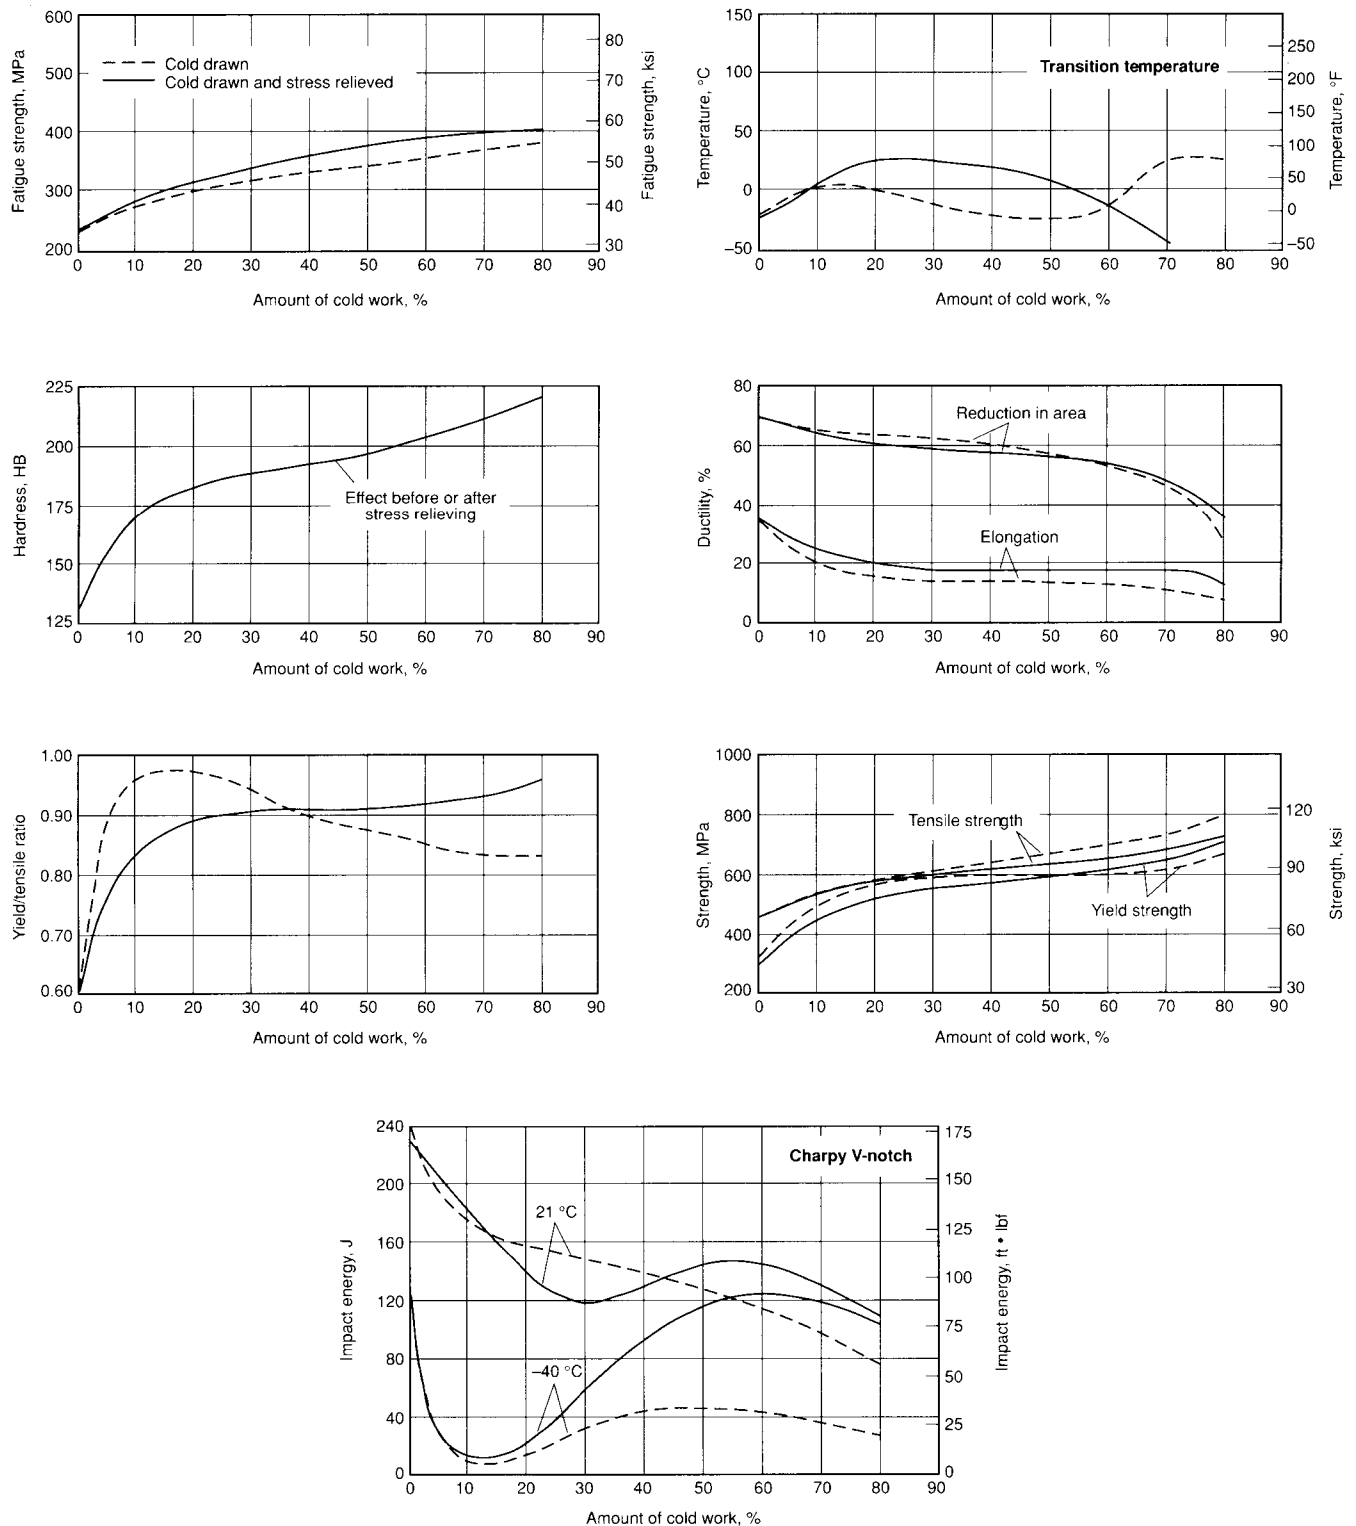 600
500
400
300
200
Fatigue strength, MPa
Cold drawn
Cold drawn and stress relieved
80
70
60
50
40
30
Fatigue strength, ksi
0 10 20 30 40 50 60 70 80 90
Amount of cold work, %
150
100
50
0
–50
Temperature, °C
Transition temperature
250
200
150
100
50
0
–50
Temperature, °F
0 10 20 30 40 50 60 70 80 90
Amount of cold work, %
225
200
175
150
125
Hardness, HB
Effect before or after
stress relieving
0 10 20 30 40 50 60 70 80 90
Amount of cold work, %
80
60
40
20
0
Ductility, %
Reduction in area
Elongation
0 10 20 30 40 50 60 70 80 90
Amount of cold work, %
1.00
0.90
0.80
0.70
0.60
Yield/tensile ratio
0 10 20 30 40 50 60 70 80 90
Amount of cold work, %
1000
800
600
400
200
Strength, MPa
Tensile strength
Yield strength
120
90
60
30
Strength, ksi
0 10 20 30 40 50 60 70 80 90
Amount of cold work, %
240
200
160
120
80
40
0
Impact energy, J
Charpy V-notch
21 °C
–40 °C
175
150
125
100
75
50
25
0
Impact energy, ft • lbf
0 10 20 30 40 50 60 70 80 90
Amount of cold work, %